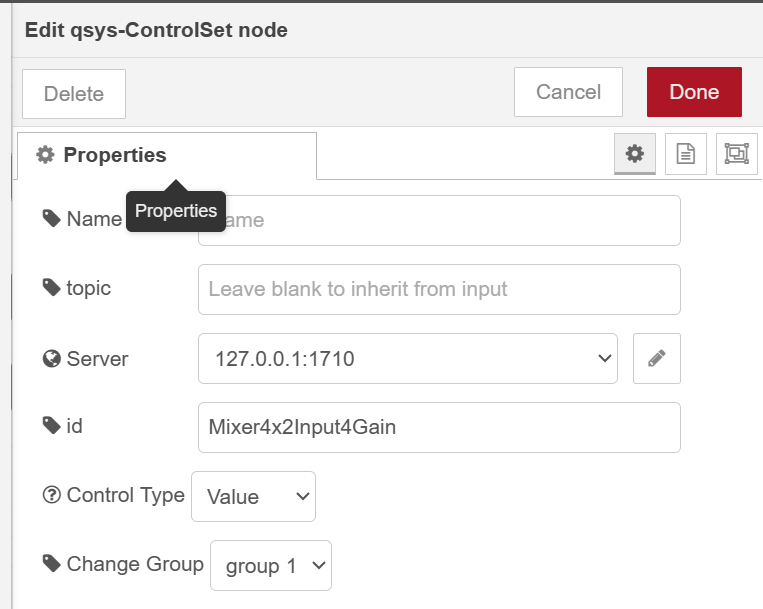 Edit qsys-ControlSet node
Delete
Cancel
Done
Properties
Properties
Name
ame
topic
Leave blank to inherit from input
Server
127.0.0.1:1710
id
Mixer4x2Input4Gain
Control Type
Value
Change Group
group 1